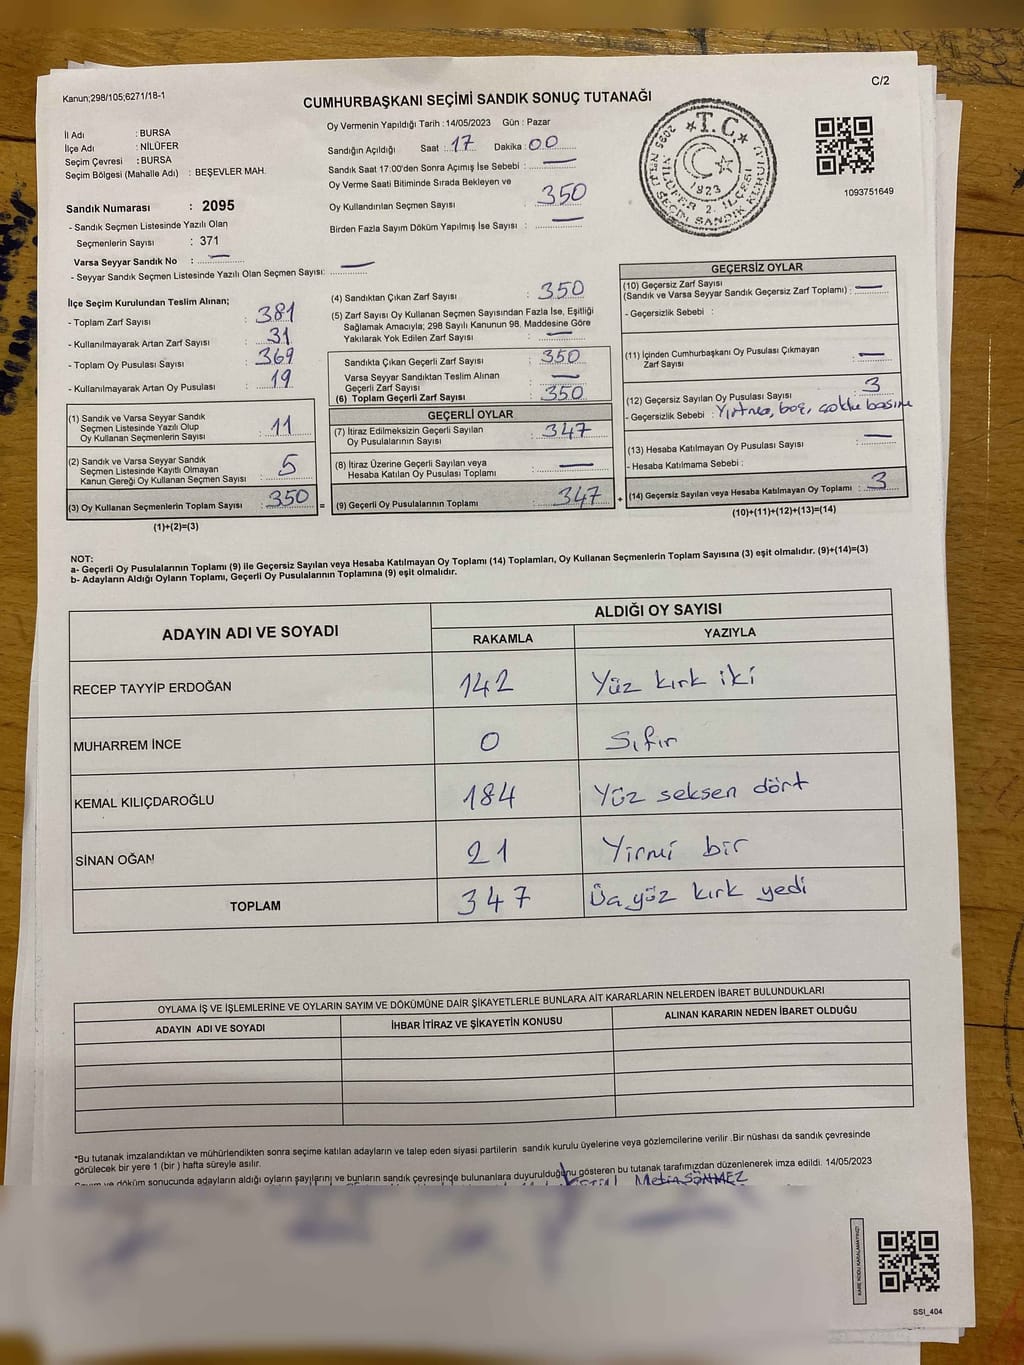 Kanun;298/105;6271/18-1
C/2
CUMHURBAŞKANI SEÇİMİ SANDIK SONUÇ TUTANAĞI
İl Adı : BURSA
İlçe Adı : NİLÜFER
Seçim Çevresi : BURSA
Seçim Bölgesi (Mahalle Adı) : BEŞEVLER MAH.
Sandık Numarası : 2095
- Sandık Seçmen Listesinde Yazılı Olan
Seçmenlerin Sayısı : 371
Varsa Seyyar Sandık No : —
- Seyyar Sandık Seçmen Listesinde Yazılı Olan Seçmen Sayısı: —
Oy Vermenin Yapıldığı Tarih :14/05/2023 Gün : Pazar
Sandığın Açıldığı Saat : 17 Dakika : 00
Sandık Saat 17:00'den Sonra Açımış İse Sebebi : —
Oy Verme Saati Bitiminde Sırada Bekleyen ve
Oy Kullandırılan Seçmen Sayısı : 350
Birden Fazla Sayım Döküm Yapılmış İse Sayısı : —
T.C.
1823
NİLÜFER 2. İLÇESİ
2095 NOLU SEÇİM SANDIK KURULU
1093751649
İlçe Seçim Kurulundan Teslim Alınan;
- Toplam Zarf Sayısı : 381
- Kullanılmayarak Artan Zarf Sayısı : 31
- Toplam Oy Pusulası Sayısı : 369
- Kullanılmayarak Artan Oy Pusulası : 19
(1) Sandık ve Varsa Seyyar Sandık
Seçmen Listesinde Yazılı Olup
Oy Kullanan Seçmenlerin Sayısı : 11
(2) Sandık ve Varsa Seyyar Sandık
Seçmen Listesinde Kayıtlı Olmayan
Kanun Gereği Oy Kullanan Seçmen Sayısı : 5
(3) Oy Kullanan Seçmenlerin Toplam Sayısı : 350 =
(1)+(2)=(3)
(4) Sandıktan Çıkan Zarf Sayısı : 350
(5) Zarf Sayısı Oy Kullanan Seçmen Sayısından Fazla İse, Eşitliği
Sağlamak Amacıyla; 298 Sayılı Kanunun 98. Maddesine Göre
Yakılarak Yok Edilen Zarf Sayısı : —
Sandıkta Çıkan Geçerli Zarf Sayısı : 350
Varsa Seyyar Sandıktan Teslim Alınan
Geçerli Zarf Sayısı : —
(6) Toplam Geçerli Zarf Sayısı : 350
GEÇERLİ OYLAR
(7) İtiraz Edilmeksizin Geçerli Sayılan
Oy Pusulalarının Sayısı : 347
(8) İtiraz Üzerine Geçerli Sayılan veya
Hesaba Katılan Oy Pusulası Toplamı : —
(9) Geçerli Oy Pusulalarının Toplamı : 347 +
GEÇERSİZ OYLAR
(10) Geçersiz Zarf Sayısı
(Sandık ve Varsa Seyyar Sandık Geçersiz Zarf Toplamı) : —
- Geçersizlik Sebebi :
(11) İçinden Cumhurbaşkanı Oy Pusulası Çıkmayan
Zarf Sayısı : —
(12) Geçersiz Sayılan Oy Pusulası Sayısı : 3
- Geçersizlik Sebebi : Yırtma, boş, çoklu basım
(13) Hesaba Katılmayan Oy Pusulası Sayısı : —
- Hesaba Katılmama Sebebi :
(14) Geçersiz Sayılan veya Hesaba Katılmayan Oy Toplamı : 3
(10)+(11)+(12)+(13)=(14)
NOT:
a- Geçerli Oy Pusulalarının Toplamı (9) ile Geçersiz Sayılan veya Hesaba Katılmayan Oy Toplamı (14) Toplamları, Oy Kullanan Seçmenlerin Toplam Sayısına (3) eşit olmalıdır. (9)+(14)=(3)
b- Adayların Aldığı Oyların Toplamı, Geçerli Oy Pusulalarının Toplamına (9) eşit olmalıdır.
ADAYIN ADI VE SOYADI
ALDIĞI OY SAYISI
RAKAMLA YAZIYLA
RECEP TAYYİP ERDOĞAN 142 Yüz kırk iki
MUHARREM İNCE 0 Sıfır
KEMAL KILIÇDAROĞLU 184 Yüz seksen dört
SİNAN OĞAN 21 Yirmi bir
TOPLAM 347 Üç yüz kırk yedi
OYLAMA İŞ VE İŞLEMLERİNE VE OYLARIN SAYIM VE DÖKÜMÜNE DAİR ŞİKAYETLERLE BUNLARA AİT KARARLARIN NELERDEN İBARET BULUNDUKLARI
ADAYIN ADI VE SOYADI İHBAR İTİRAZ VE ŞİKAYETİN KONUSU ALINAN KARARIN NEDEN İBARET OLDUĞU
*Bu tutanak imzalandıktan ve mühürlendikten sonra seçime katılan adayların ve talep eden siyasi partilerin sandık kurulu üyelerine veya gözlemcilerine verilir .Bir nüshası da sandık çevresinde
görülecek bir yere 1 (bir ) hafta süreyle asılır.
Sayım ve döküm sonucunda adayların aldığı oyların sayılarını ve bunların sandık çevresinde bulunanlara duyurulduğunu gösteren bu tutanak tarafımızdan düzenlenerek imza edildi. 14/05/2023
Metin SÖNMEZ
KARE KODU KARALAMAYINIZ!
SSI_404